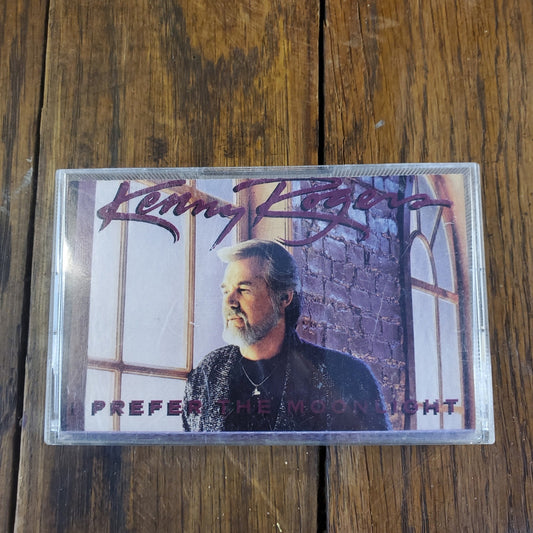 Kenny Rogers
I PREFER THE MOONLIGHT